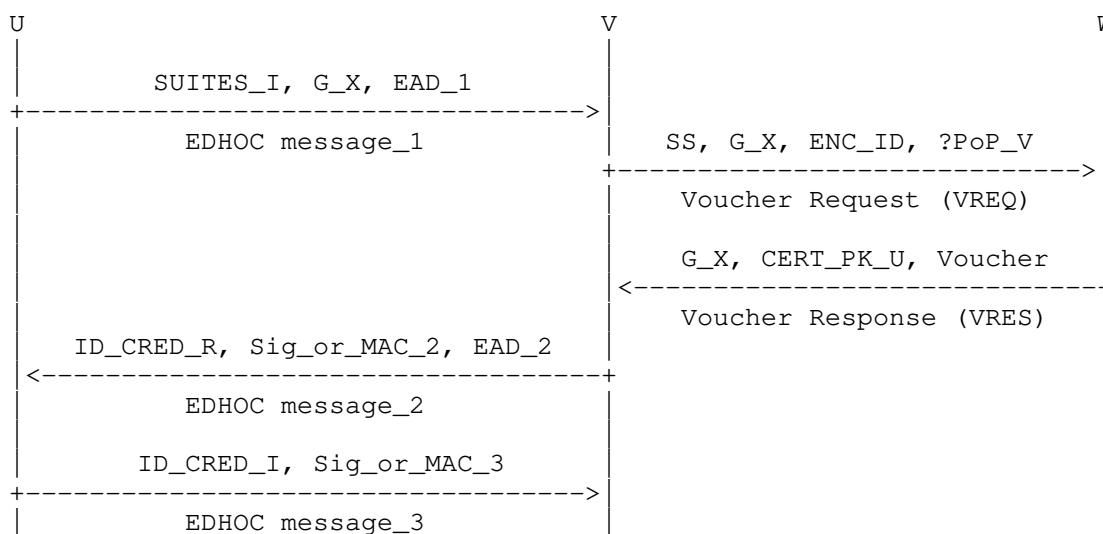 U V
SUITES_I, G_X, EAD_1
EDHOC message_1
SS, G_X, ENC_ID, ?PoP_V
Voucher Request (VREQ)
G_X, CERT_PK_U, Voucher
Voucher Response (VRES)
ID_CRED_R, Sig_or_MAC_2, EAD_2
EDHOC message_2
ID_CRED_I, Sig_or_MAC_3
EDHOC message_3